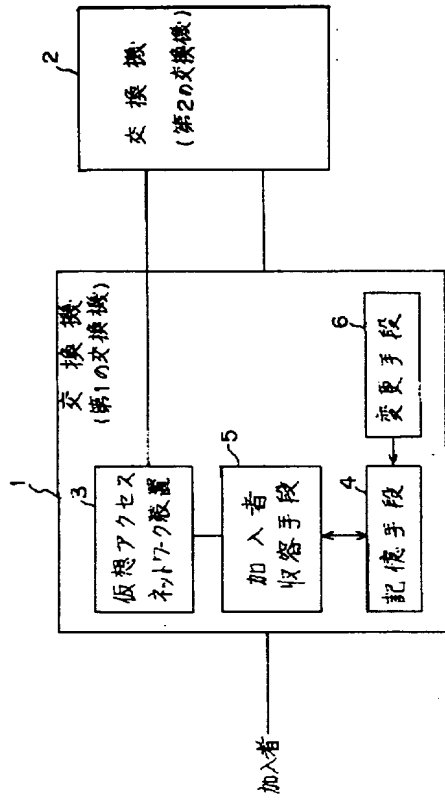 1
交換機
(第1の交換機)
3
仮想アクセス
ネットワーク装置
5
加入者
収容手段
4
記憶手段
6
変更手段
2
交換機
(第2の交換機)
加入者